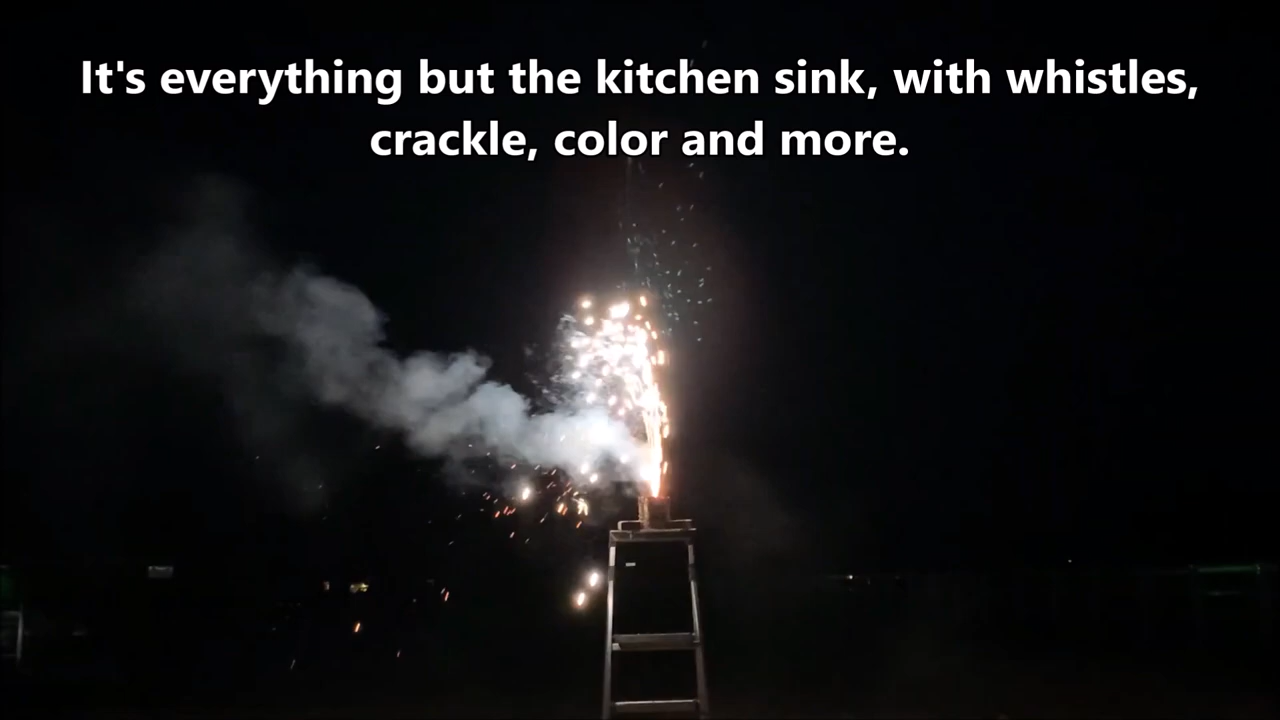 It's everything but the kitchen sink, with whistles,
crackle, color and more.